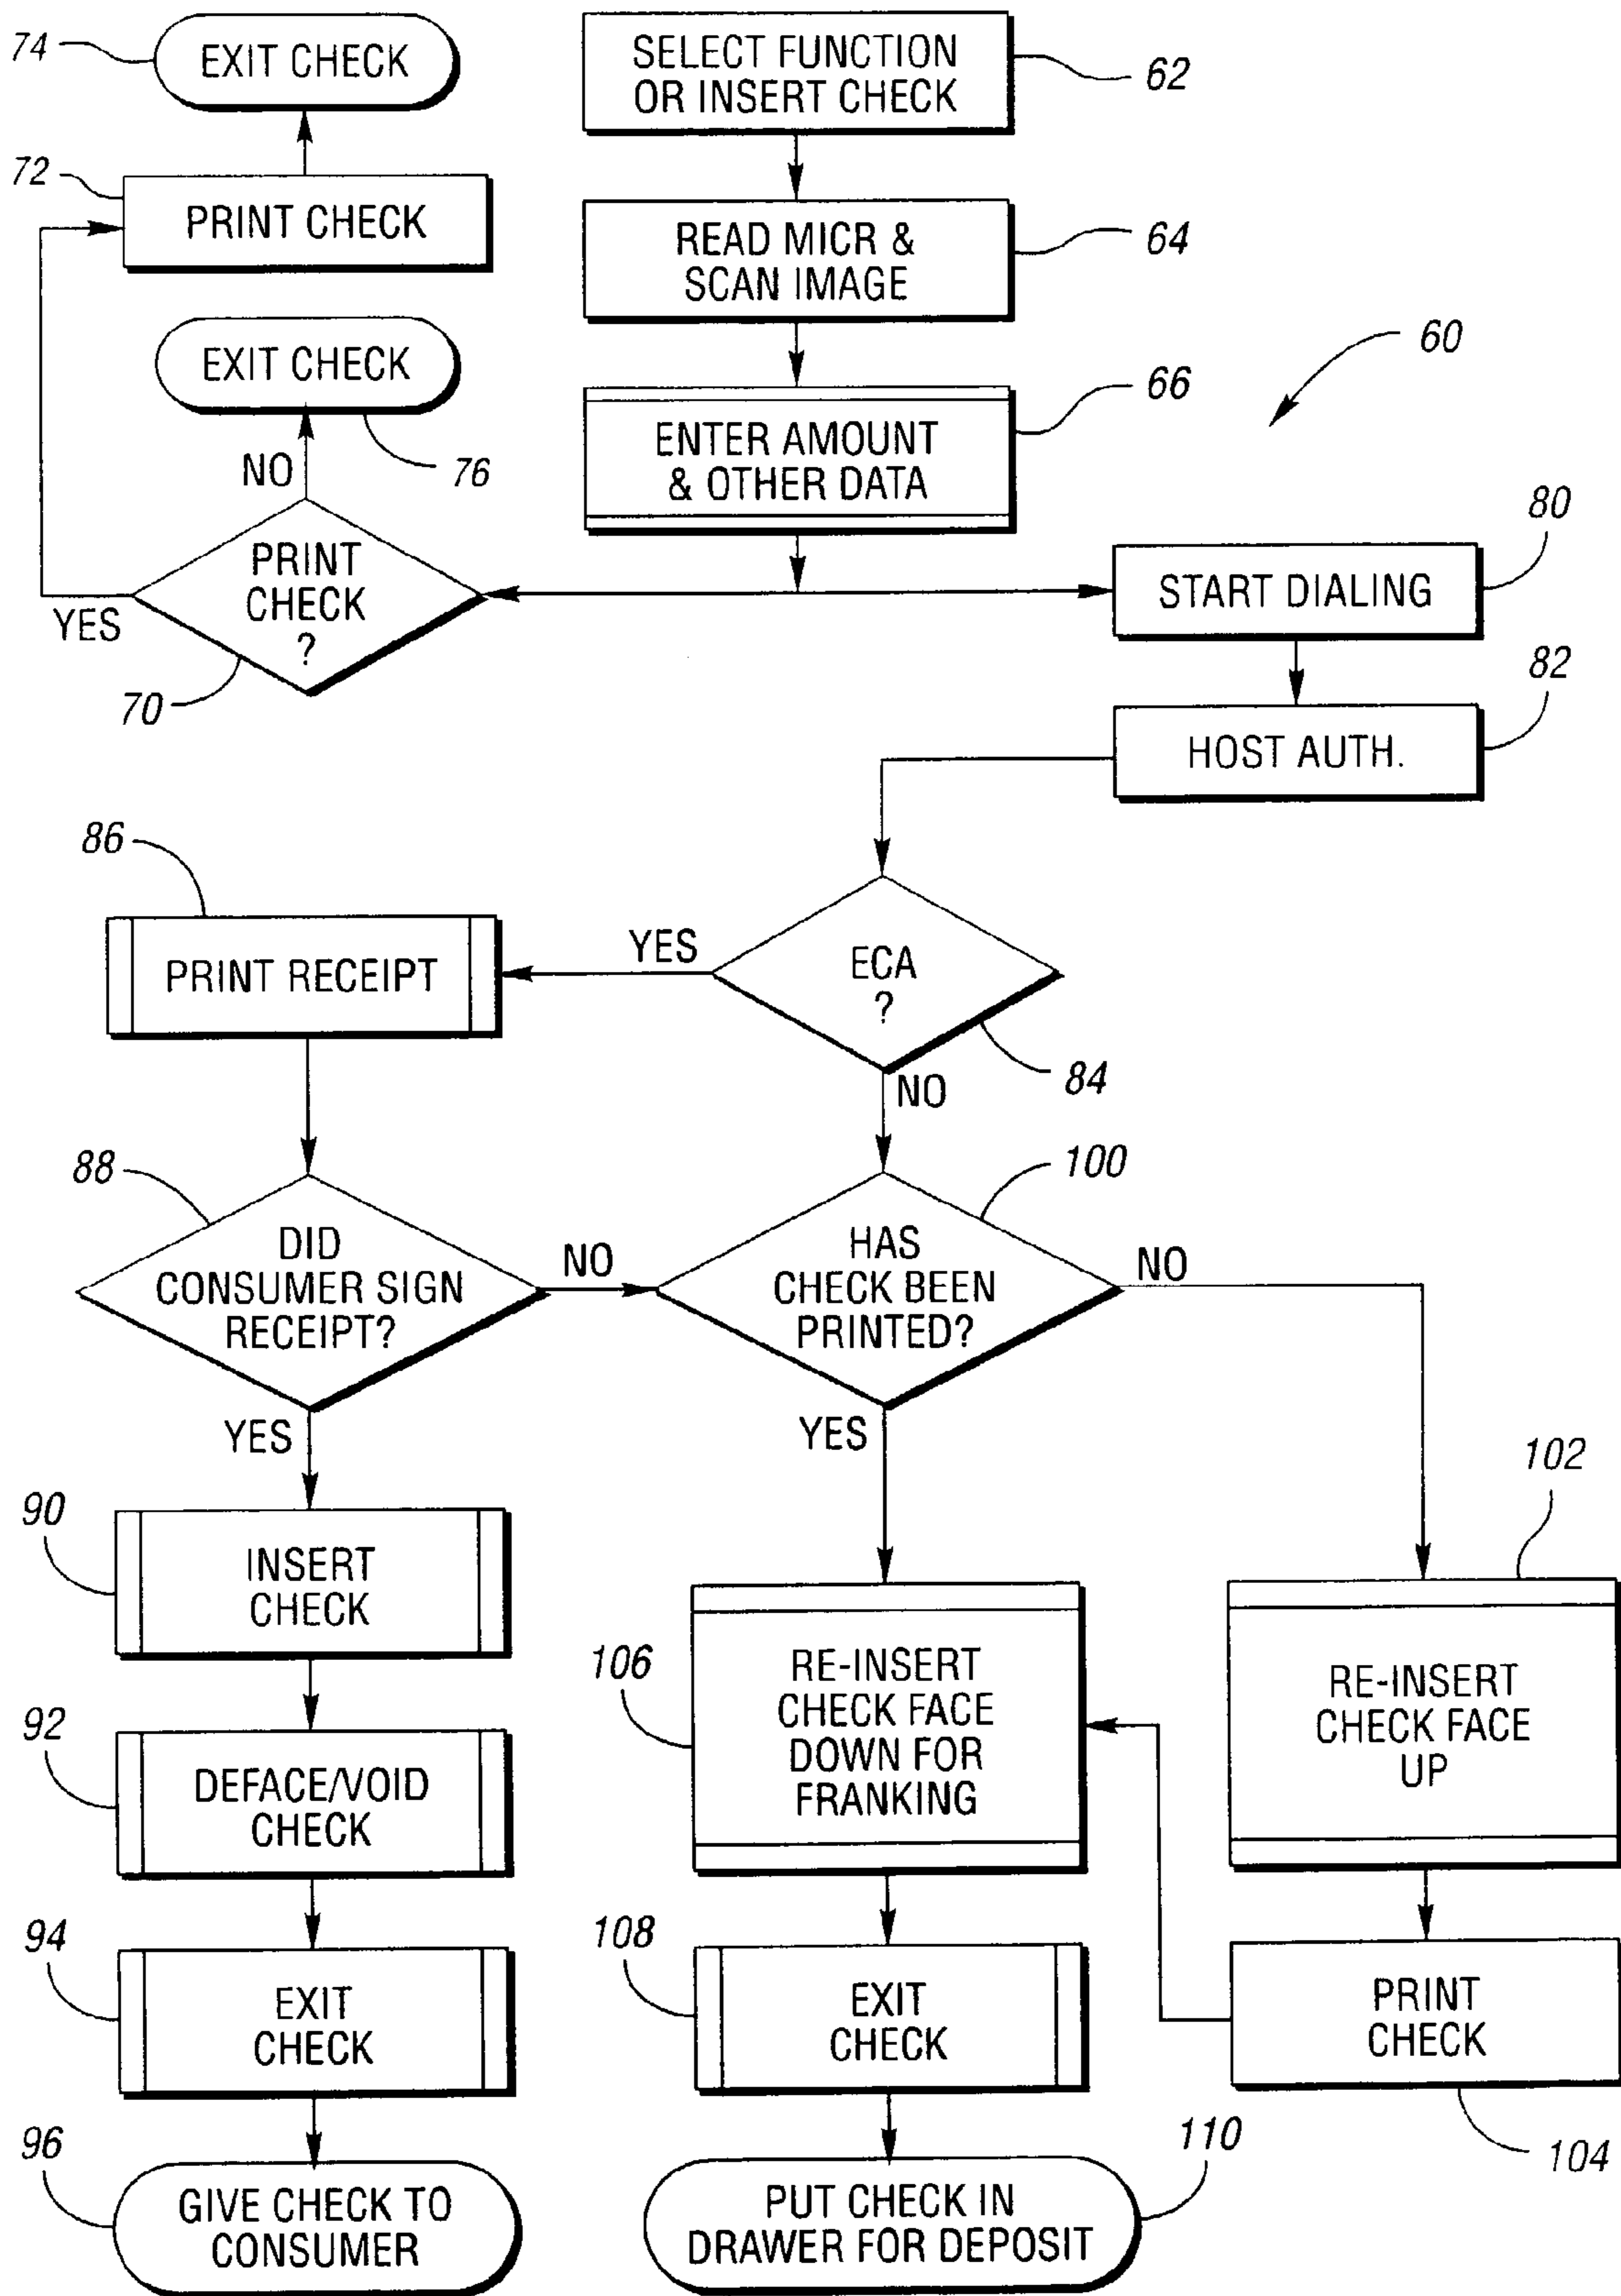 74
EXIT CHECK
SELECT FUNCTION
OR INSERT CHECK
62
72
PRINT CHECK
READ MICR &
SCAN IMAGE
64
60
EXIT CHECK
76
NO
ENTER AMOUNT
& OTHER DATA
66
PRINT
CHECK
?
YES
70
START DIALING
80
HOST AUTH.
82
86
PRINT RECEIPT
YES
ECA
?
84
NO
88
DID
CONSUMER SIGN
RECEIPT?
NO
HAS
CHECK BEEN
PRINTED?
100
NO
YES
YES
90
INSERT
CHECK
106
RE-INSERT
CHECK FACE
DOWN FOR
FRANKING
102
RE-INSERT
CHECK FACE
UP
92
DEFACE/VOID
CHECK
94
EXIT
CHECK
108
EXIT
CHECK
PRINT
CHECK
104
96
GIVE CHECK TO
CONSUMER
PUT CHECK IN
DRAWER FOR DEPOSIT
110